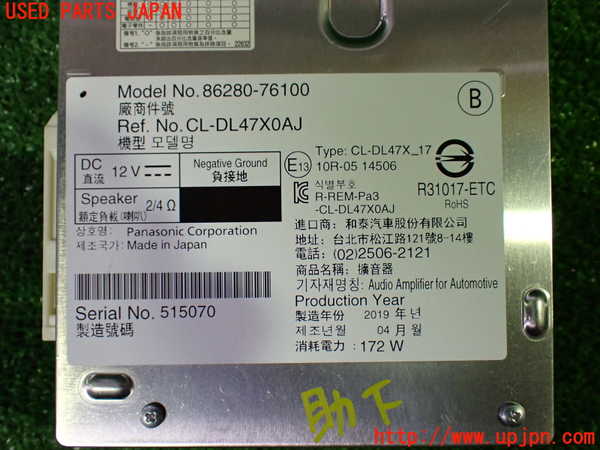 USED PARTS JAPAN
22632
Model No. 86280-76100
廠商件號
Ref. No. CL-DL47X0AJ
機型 모델명
B
DC 直流 12 V
Negative Ground
負接地
Speaker 2/4 Ω
額定負載(喇叭)
상호명: Panasonic Corporation
제조국가: Made in Japan
Serial No. 515070
製造號碼
E13
Type: CL-DL47X_17
10R-05 14506
식별부호
R-REM-Pa3
-CL-DL47X0AJ
R31017-ETC
RoHS
進口商：和泰汽車股份有限公司
地址：台北市松江路121號8-14樓
電話：(02)2506-2121
商品名稱：擴音器
기자재명칭: Audio Amplifier for Automotive
Production Year
製造年份 2019 年년
제조년월 04 月월
消耗電力：172 W
助下
http://www.upjpn.com/